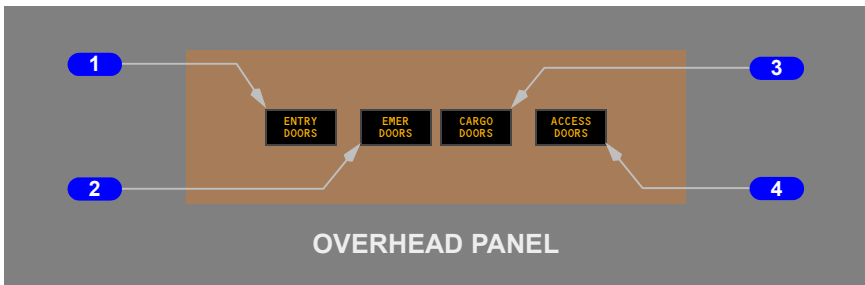 1
3
ENTRY
DOORS
EMER
DOORS
CARGO
DOORS
ACCESS
DOORS
2
4
OVERHEAD PANEL